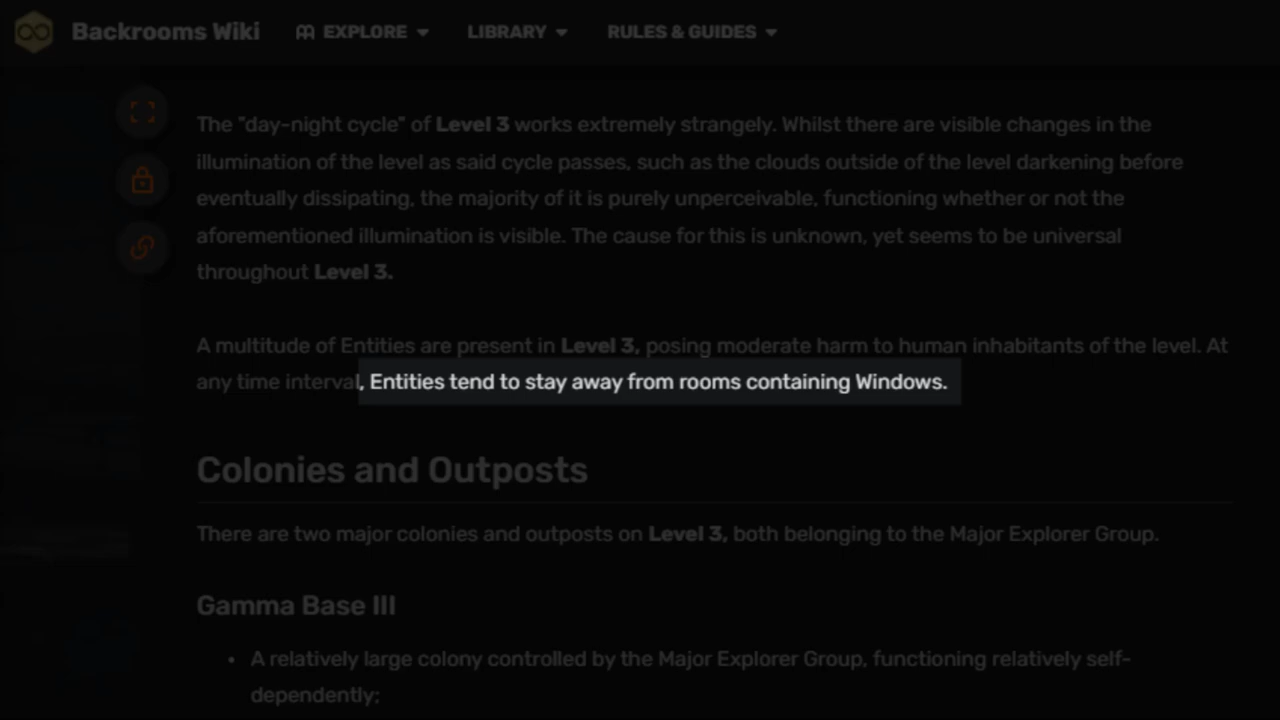 Backrooms Wiki EXPLORE LIBRARY RULES & GUIDES
The "day-night cycle" of Level 3 works extremely strangely. Whilst there are visible changes in the
illumination of the level as said cycle passes, such as the clouds outside of the level darkening before
eventually dissipating, the majority of it is purely unperceivable, functioning whether or not the
aforementioned illumination is visible. The cause for this is unknown, yet seems to be universal
throughout Level 3.
A multitude of Entities are present in Level 3, posing moderate harm to human inhabitants of the level. At
any time interval, Entities tend to stay away from rooms containing Windows.
Colonies and Outposts
There are two major colonies and outposts on Level 3, both belonging to the Major Explorer Group.
Gamma Base III
• A relatively large colony controlled by the Major Explorer Group, functioning relatively self-
dependently;